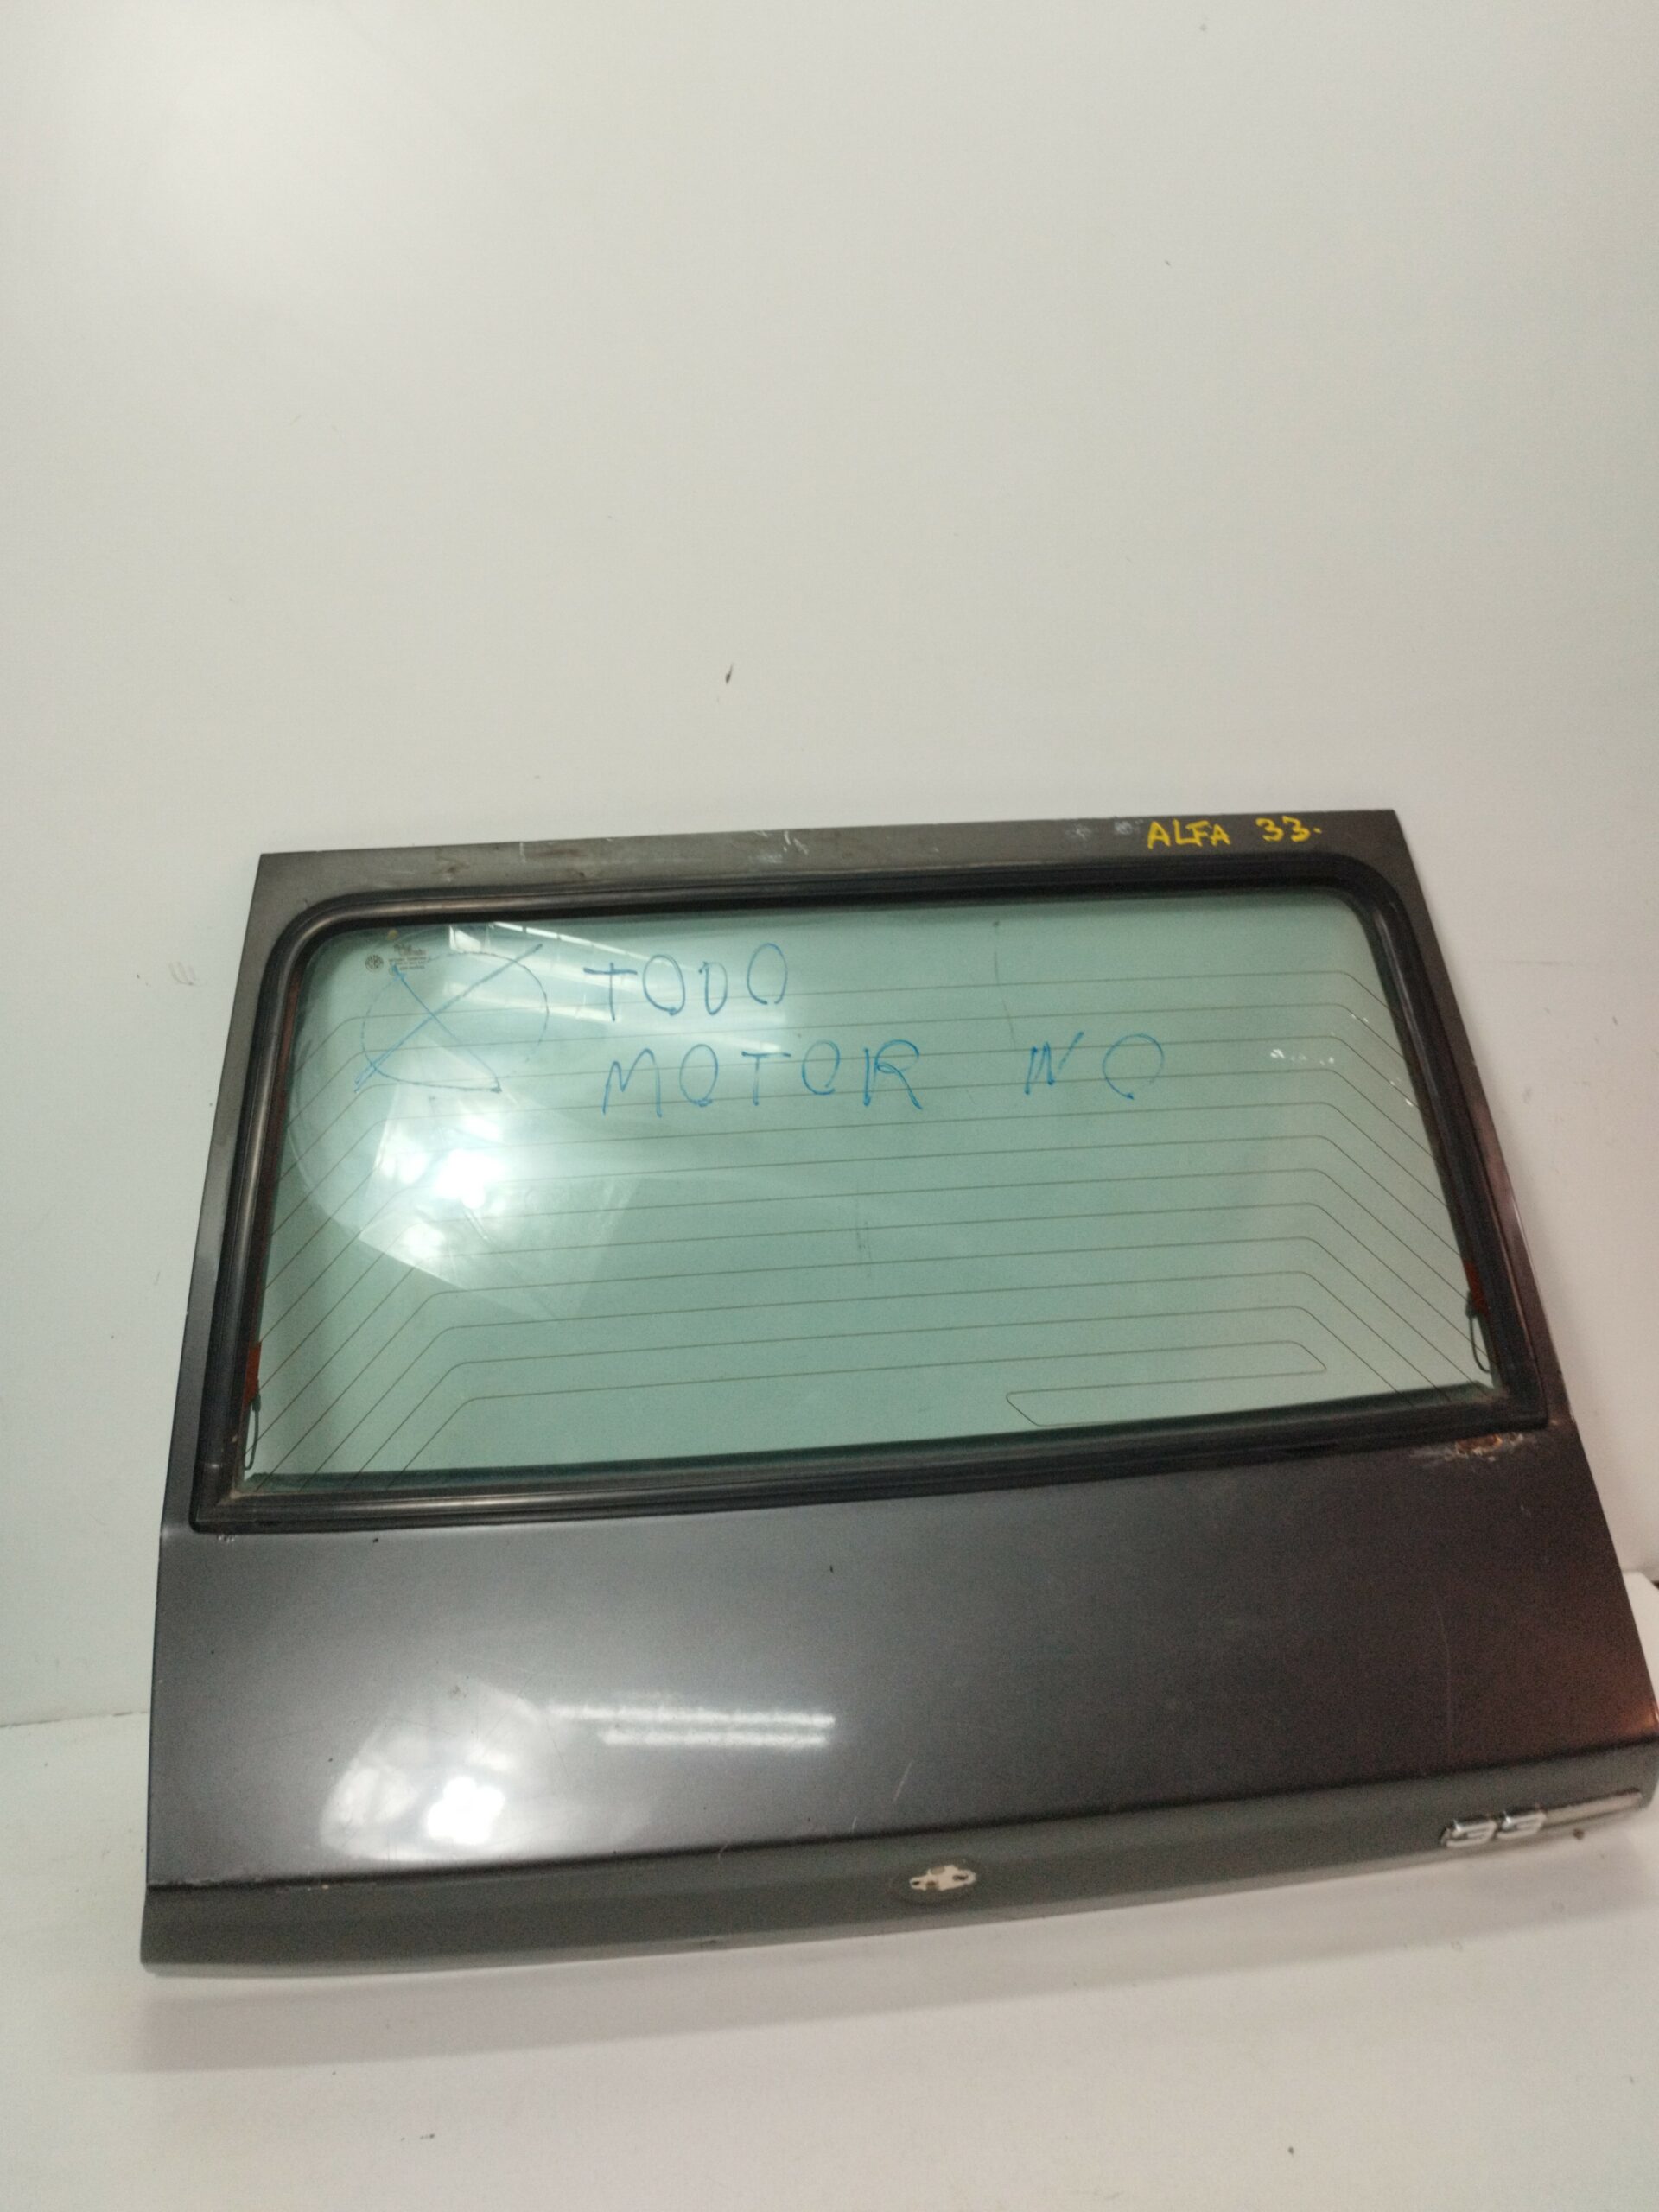 ALFA 33.
TODO
MOTOR NO
33